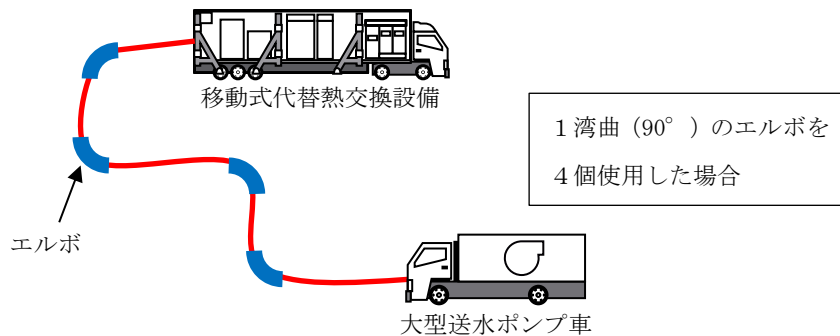 移動式代替熱交換設備
1湾曲(90°)のエルボを
4個使用した場合
エルボ
大型送水ポンプ車